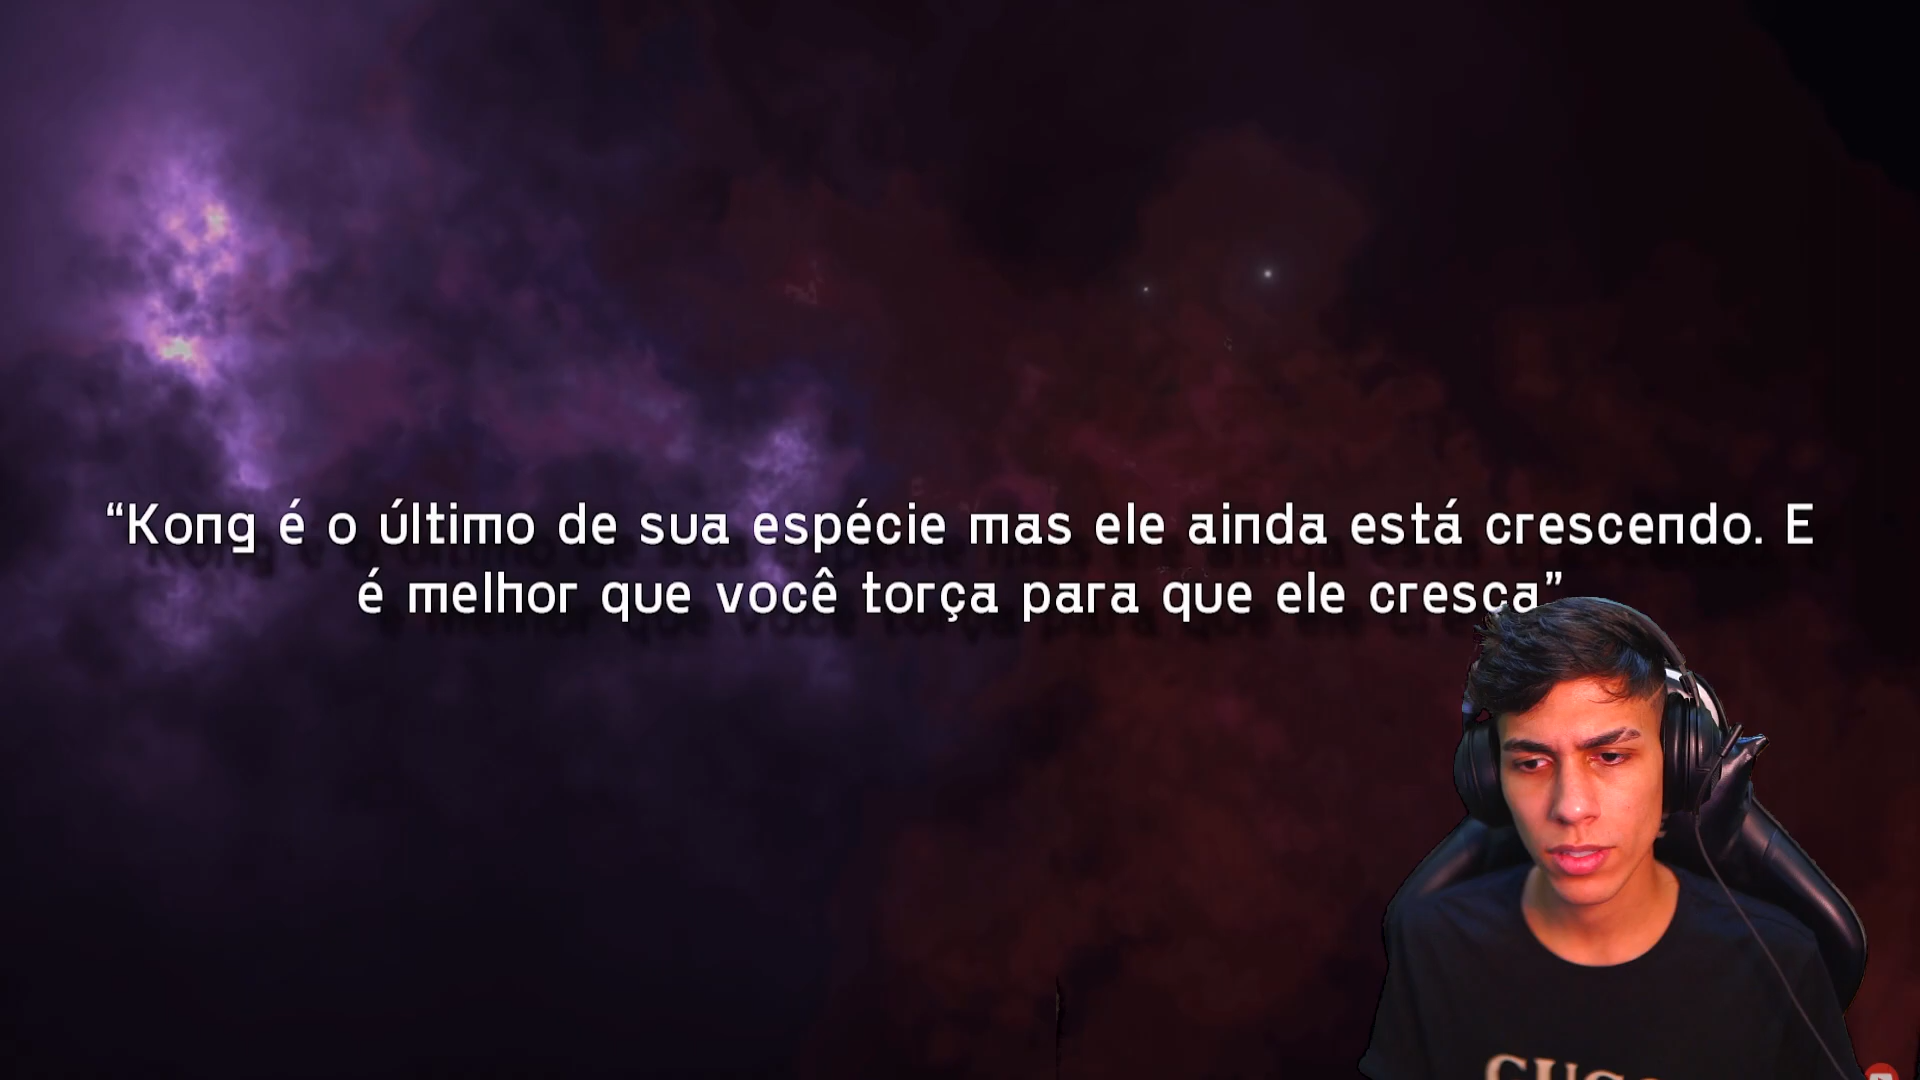 “Kong é o último de sua espécie mas ele ainda está crescendo. E
é melhor que você torça para que ele cresça”